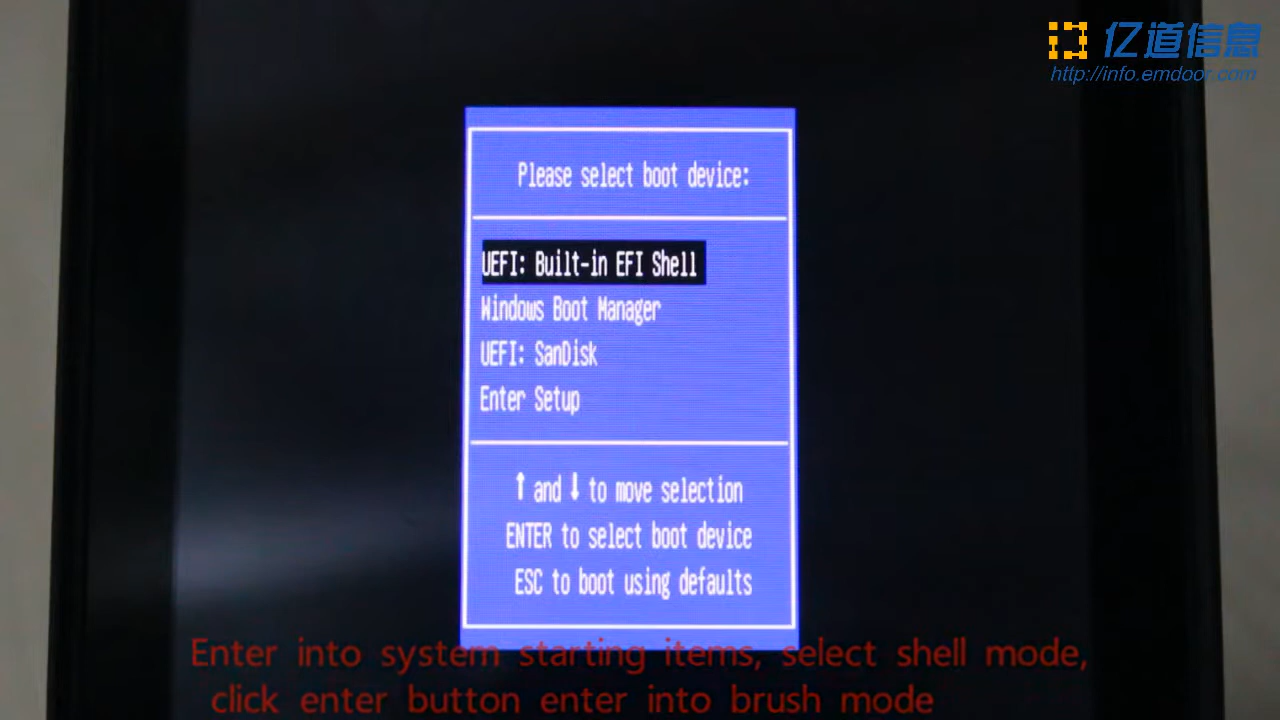 亿道信息
http://info.emdoor.com
Please select boot device:
UEFI: Built-in EFI Shell
Windows Boot Manager
UEFI: SanDisk
Enter Setup
↑ and ↓ to move selection
ENTER to select boot device
ESC to boot using defaults
Enter into system starting items, select shell mode,
click enter button enter into brush mode